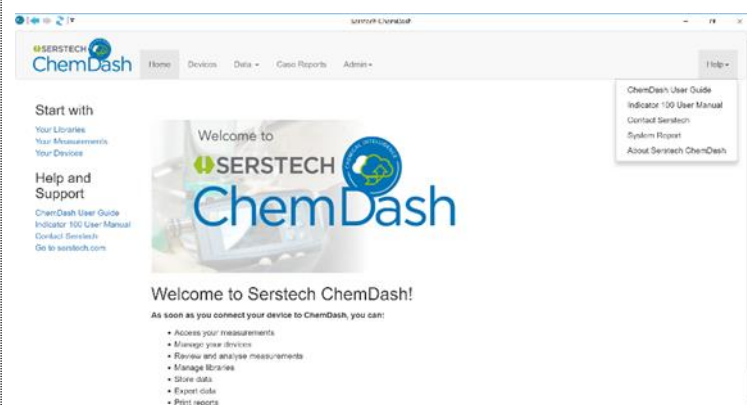 Serstech ChemDash
SERSTECH
ChemDash
Home Devices Data Case Reports Admin Help
ChemDash User Guide
Indicator 100 User Manual
Contact Serstech
System Report
About Serstech ChemDash
Start with
Your Libraries
Your Measurements
Your Devices
Help and
Support
ChemDash User Guide
Indicator 100 User Manual
Contact Serstech
Go to serstech.com
Welcome to
SERSTECH
ChemDash
CHEMICAL INTELLIGENCE
Welcome to Serstech ChemDash!
As soon as you connect your device to ChemDash, you can:
• Access your measurements
• Manage your devices
• Review and analyse measurements
• Manage libraries
• Store data
• Export data
• Print reports